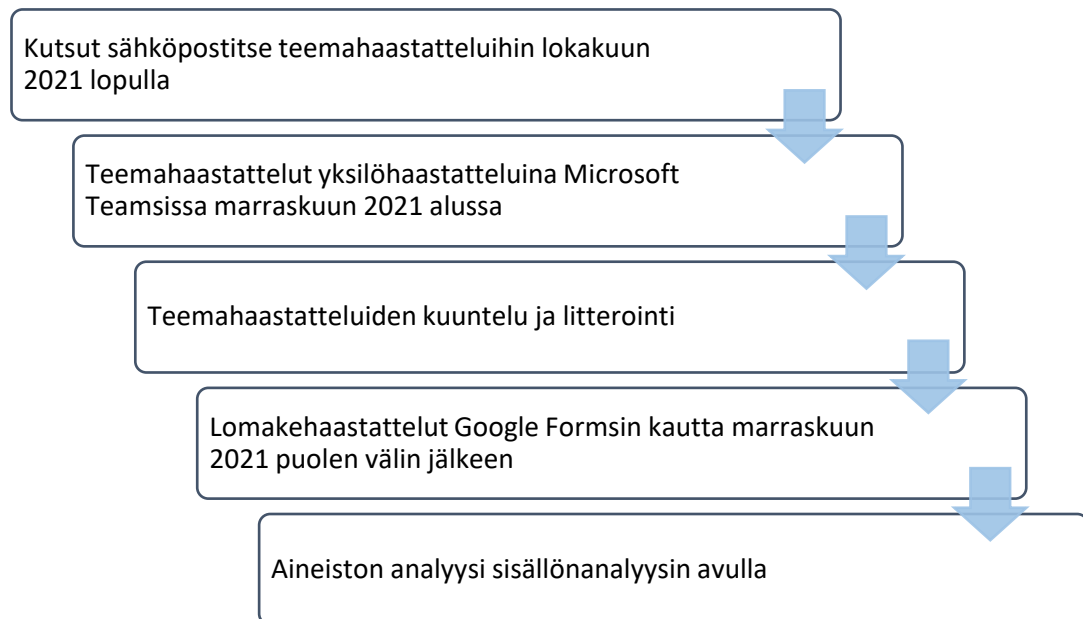 Kutsut sähköpostitse teemahaastatteluihin lokakuun
2021 lopulla
Teemahaastattelut yksilöhaastatteluina Microsoft
Teamsissa marraskuun 2021 alussa
Teemahaastatteluiden kuuntelu ja litterointi
Lomakehaastattelut Google Formsin kautta marraskuun
2021 puolen välin jälkeen
Aineiston analyysi sisällönanalyysin avulla